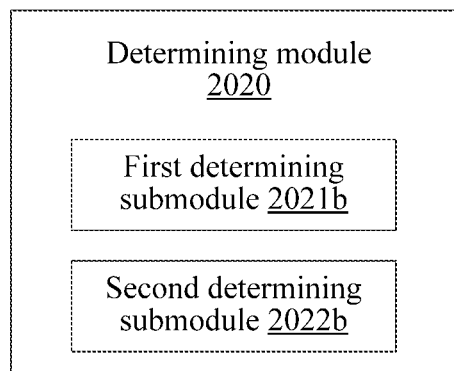 Determining module
2020
First determining
submodule 2021b
Second determining
submodule 2022b